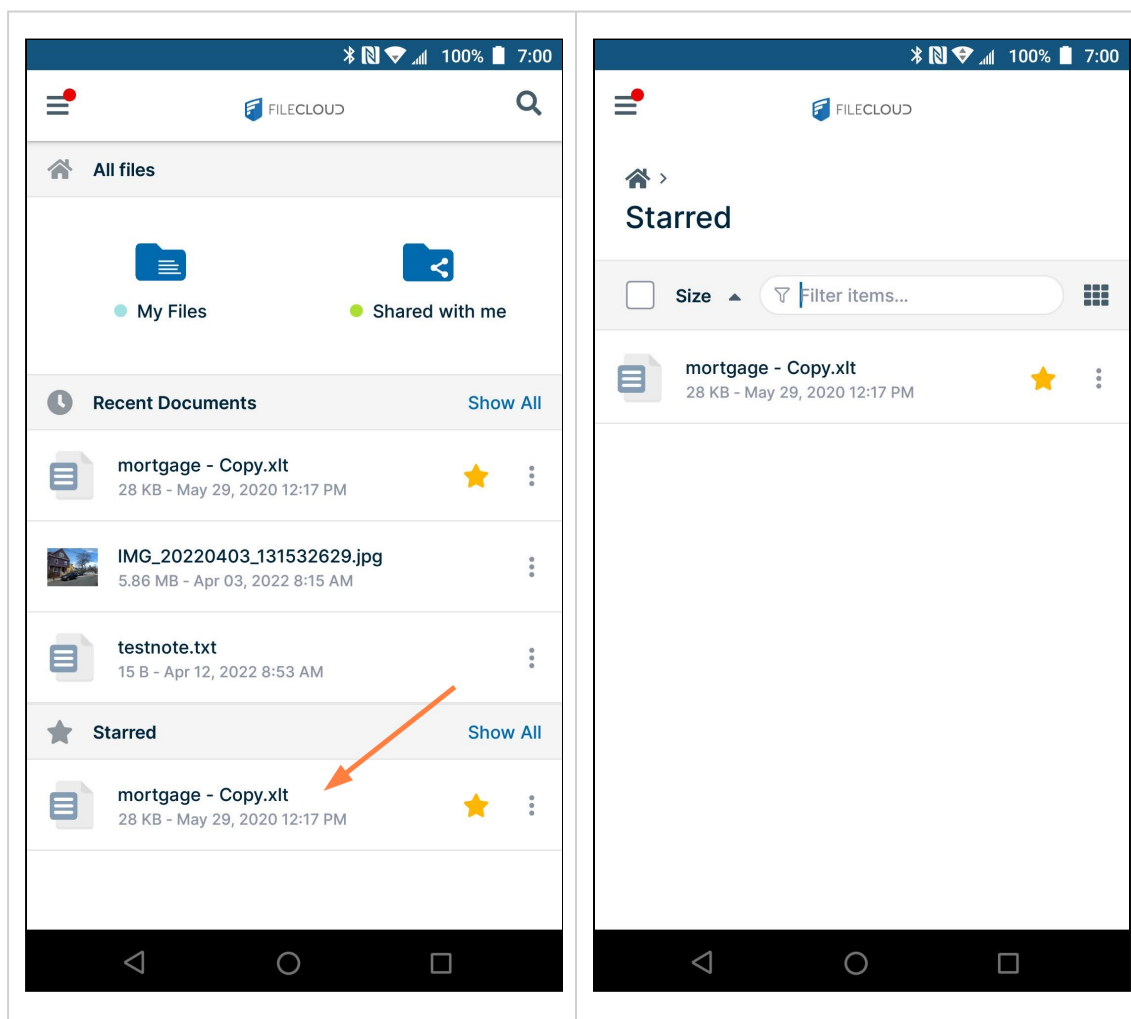 100% 7:00
FILECLOUD
All files
My Files
Shared with me
Recent Documents
Show All
mortgage - Copy.xlt
28 KB - May 29, 2020 12:17 PM
IMG_20220403_131532629.jpg
5.86 MB - Apr 03, 2022 8:15 AM
testnote.txt
15 B - Apr 12, 2022 8:53 AM
Starred
Show All
mortgage - Copy.xlt
28 KB - May 29, 2020 12:17 PM
100% 7:00
FILECLOUD
Starred
Size
Filter items...
mortgage - Copy.xlt
28 KB - May 29, 2020 12:17 PM